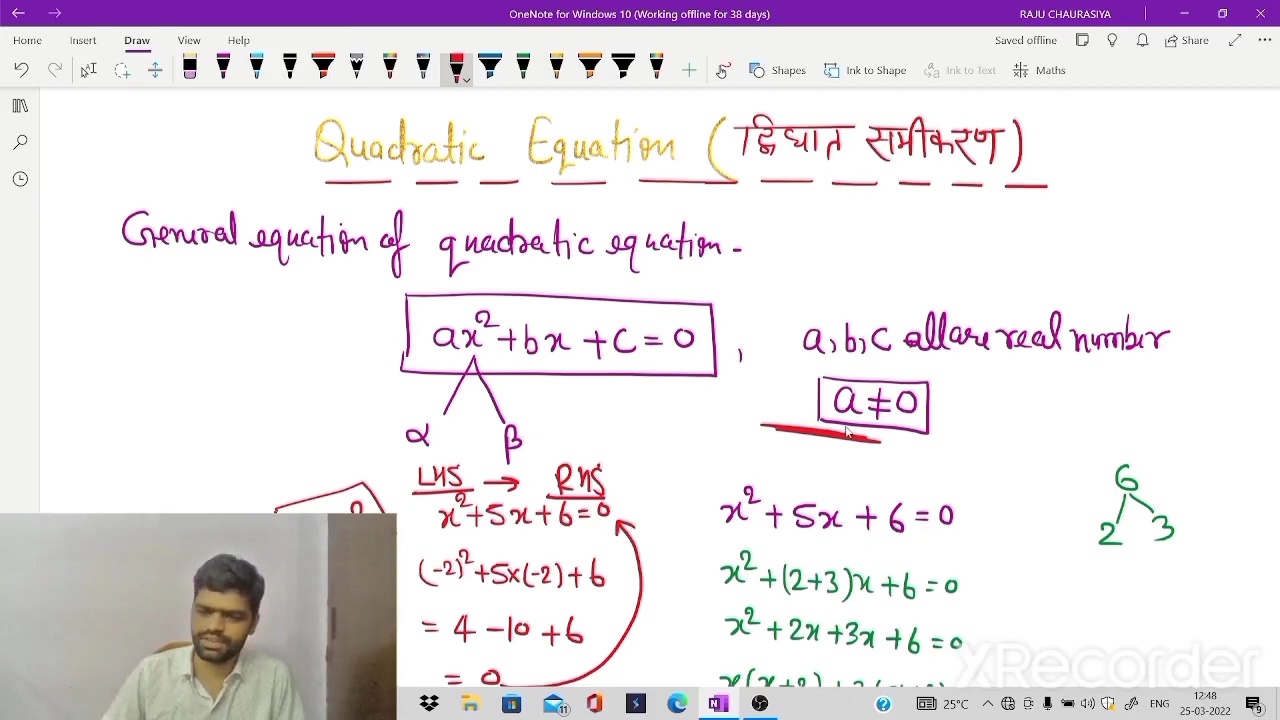 OneNote for Windows 10 (Working offline for 38 days)
RAJU CHAURASIYA
Home Insert Draw View Help
Saved offline Share
Shapes Ink to Shape Ink to Text Maths
Quadratic Equation (द्विघात समीकरण)
General equation of quadratic equation -
ax² + bx + c = 0 , a, b, c all are real number
a ≠ 0
α β
LHS → RHS
6
2 3
x² + 5x + 6 = 0
(-2)² + 5x(-2) + 6
= 4 - 10 + 6
= 0
x² + 5x + 6 = 0
x² + (2+3)x + 6 = 0
x² + 2x + 3x + 6 = 0
XRecorder
11
25°C ENG 12:48
25-03-2022 9